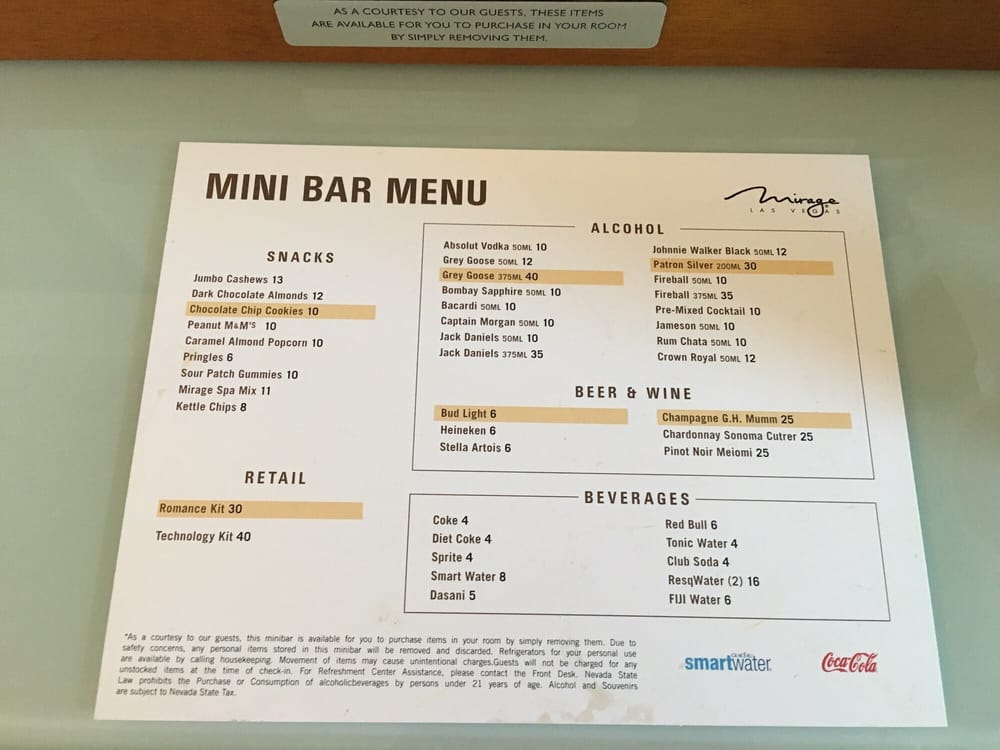 AS A COURTESY TO OUR GUESTS, THESE ITEMS
ARE AVAILABLE FOR YOU TO PURCHASE IN YOUR ROOM
BY SIMPLY REMOVING THEM.
MINI BAR MENU
Mirage
LAS VEGAS
SNACKS
Jumbo Cashews 13
Dark Chocolate Almonds 12
Chocolate Chip Cookies 10
Peanut M&M'S 10
Caramel Almond Popcorn 10
Pringles 6
Sour Patch Gummies 10
Mirage Spa Mix 11
Kettle Chips 8
RETAIL
Romance Kit 30
Technology Kit 40
ALCOHOL
Absolut Vodka 50ML 10
Grey Goose 50ML 12
Grey Goose 375ML 40
Bombay Sapphire 50ML 10
Bacardi 50ML 10
Captain Morgan 50ML 10
Jack Daniels 50ML 10
Jack Daniels 375ML 35
Johnnie Walker Black 50ML 12
Patron Silver 200ML 30
Fireball 50ML 10
Fireball 375ML 35
Pre-Mixed Cocktail 10
Jameson 50ML 10
Rum Chata 50ML 10
Crown Royal 50ML 12
BEER & WINE
Bud Light 6
Heineken 6
Stella Artois 6
Champagne G.H. Mumm 25
Chardonnay Sonoma Cutrer 25
Pinot Noir Meiomi 25
BEVERAGES
Coke 4
Diet Coke 4
Sprite 4
Smart Water 8
Dasani 5
Red Bull 6
Tonic Water 4
Club Soda 4
ResqWater (2) 16
FIJI Water 6
*As a courtesy to our guests, this minibar is available for you to purchase items in your room by simply removing them. Due to
safety concerns, any personal items stored in this minibar will be removed and discarded. Refrigerators for your personal use
are available by calling housekeeping. Movement of items may cause unintentional charges.Guests will not be charged for any
unstocked items at the time of check-in. For Refreshment Center Assistance, please contact the Front Desk. Nevada State
Law prohibits the Purchase or Consumption of alcoholicbeverages by persons under 21 years of age. Alcohol and Souvenirs
are subject to Nevada State Tax.
glacéau
smartwater
Coca-Cola